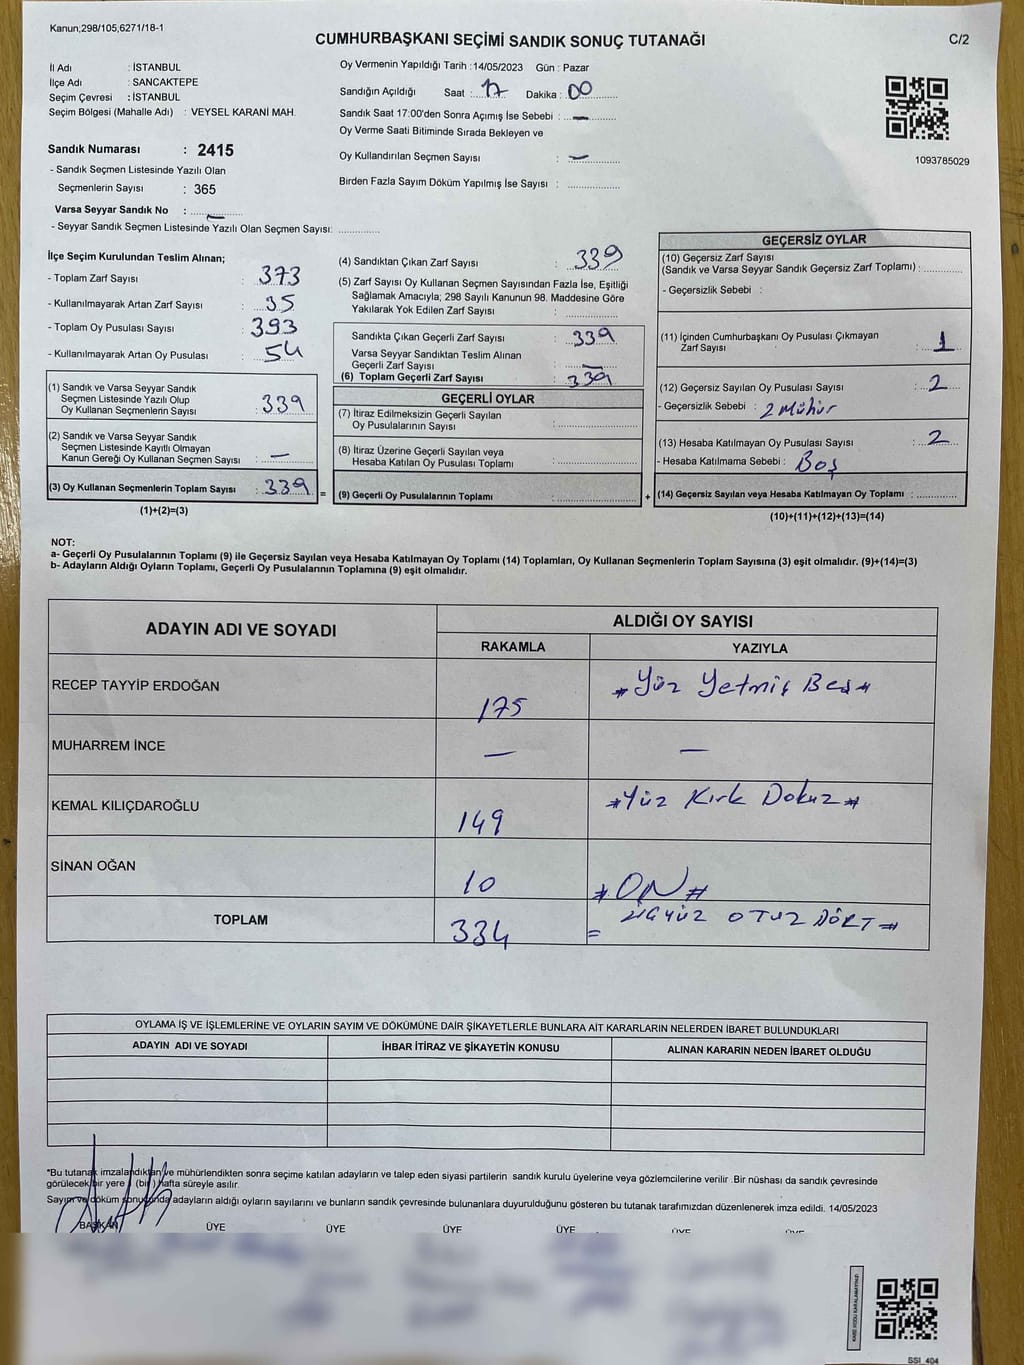 Kanun;298/105,6271/18-1
CUMHURBAŞKANI SEÇİMİ SANDIK SONUÇ TUTANAĞI
C/2
İl Adı : İSTANBUL
İlçe Adı : SANCAKTEPE
Seçim Çevresi : İSTANBUL
Seçim Bölgesi (Mahalle Adı) : VEYSEL KARANİ MAH.
Oy Vermenin Yapıldığı Tarih :14/05/2023 Gün : Pazar
Sandığın Açıldığı Saat : 17 Dakika : 00
Sandık Saat 17:00'den Sonra Açımış İse Sebebi : —
Oy Verme Saati Bitiminde Sırada Bekleyen ve
Oy Kullandırılan Seçmen Sayısı : —
Birden Fazla Sayım Döküm Yapılmış İse Sayısı :
1093785029
Sandık Numarası : 2415
- Sandık Seçmen Listesinde Yazılı Olan
Seçmenlerin Sayısı : 365
Varsa Seyyar Sandık No : —
- Seyyar Sandık Seçmen Listesinde Yazılı Olan Seçmen Sayısı:
İlçe Seçim Kurulundan Teslim Alınan;
- Toplam Zarf Sayısı : 373
- Kullanılmayarak Artan Zarf Sayısı : 35
- Toplam Oy Pusulası Sayısı : 393
- Kullanılmayarak Artan Oy Pusulası : 54
(1) Sandık ve Varsa Seyyar Sandık
Seçmen Listesinde Yazılı Olup
Oy Kullanan Seçmenlerin Sayısı : 339
(2) Sandık ve Varsa Seyyar Sandık
Seçmen Listesinde Kayıtlı Olmayan
Kanun Gereği Oy Kullanan Seçmen Sayısı : —
(3) Oy Kullanan Seçmenlerin Toplam Sayısı : 339 =
(1)+(2)=(3)
(4) Sandıktan Çıkan Zarf Sayısı : 339
(5) Zarf Sayısı Oy Kullanan Seçmen Sayısından Fazla İse, Eşitliği
Sağlamak Amacıyla; 298 Sayılı Kanunun 98. Maddesine Göre
Yakılarak Yok Edilen Zarf Sayısı :
Sandıkta Çıkan Geçerli Zarf Sayısı : 339
Varsa Seyyar Sandıktan Teslim Alınan
Geçerli Zarf Sayısı : —
(6) Toplam Geçerli Zarf Sayısı : 339
GEÇERLİ OYLAR
(7) İtiraz Edilmeksizin Geçerli Sayılan
Oy Pusulalarının Sayısı :
(8) İtiraz Üzerine Geçerli Sayılan veya
Hesaba Katılan Oy Pusulası Toplamı :
(9) Geçerli Oy Pusulalarının Toplamı : +
GEÇERSİZ OYLAR
(10) Geçersiz Zarf Sayısı
(Sandık ve Varsa Seyyar Sandık Geçersiz Zarf Toplamı) :
- Geçersizlik Sebebi :
(11) İçinden Cumhurbaşkanı Oy Pusulası Çıkmayan
Zarf Sayısı : 1
(12) Geçersiz Sayılan Oy Pusulası Sayısı : 2
- Geçersizlik Sebebi : 2 Mühür
(13) Hesaba Katılmayan Oy Pusulası Sayısı : 2
- Hesaba Katılmama Sebebi : Boş
(14) Geçersiz Sayılan veya Hesaba Katılmayan Oy Toplamı :
(10)+(11)+(12)+(13)=(14)
NOT:
a- Geçerli Oy Pusulalarının Toplamı (9) ile Geçersiz Sayılan veya Hesaba Katılmayan Oy Toplamı (14) Toplamları, Oy Kullanan Seçmenlerin Toplam Sayısına (3) eşit olmalıdır. (9)+(14)=(3)
b- Adayların Aldığı Oyların Toplamı, Geçerli Oy Pusulalarının Toplamına (9) eşit olmalıdır.
ADAYIN ADI VE SOYADI
ALDIĞI OY SAYISI
RAKAMLA YAZIYLA
RECEP TAYYİP ERDOĞAN 175 # Yüz Yetmiş Beş #
MUHARREM İNCE — —
KEMAL KILIÇDAROĞLU 149 # Yüz Kırk Dokuz #
SİNAN OĞAN 10 # ON #
TOPLAM 334 = ÜÇYÜZ OTUZ DÖRT #
OYLAMA İŞ VE İŞLEMLERİNE VE OYLARIN SAYIM VE DÖKÜMÜNE DAİR ŞİKAYETLERLE BUNLARA AİT KARARLARIN NELERDEN İBARET BULUNDUKLARI
ADAYIN ADI VE SOYADI İHBAR İTİRAZ VE ŞİKAYETİN KONUSU ALINAN KARARIN NEDEN İBARET OLDUĞU
*Bu tutanak imzalandıktan ve mühürlendikten sonra seçime katılan adayların ve talep eden siyasi partilerin sandık kurulu üyelerine veya gözlemcilerine verilir .Bir nüshası da sandık çevresinde
görülecek bir yere (bir) hafta süreyle asılır.
Sayım ve döküm sonucunda adayların aldığı oyların sayılarını ve bunların sandık çevresinde bulunanlara duyurulduğunu gösteren bu tutanak tarafımızdan düzenlenerek imza edildi. 14/05/2023
BAŞKAN ÜYE ÜYE ÜYE ÜYE ÜYE ÜYE
SSI_404